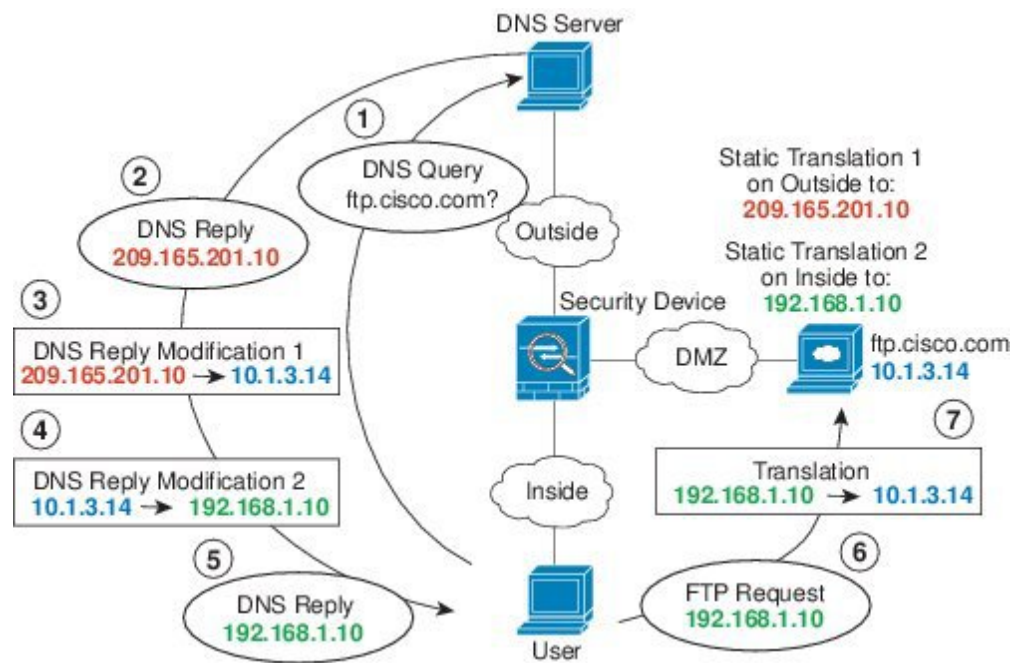 DNS Server
1
DNS Query
ftp.cisco.com?
2
DNS Reply
209.165.201.10
Outside
Static Translation 1
on Outside to:
209.165.201.10
Static Translation 2
on Inside to:
192.168.1.10
3
DNS Reply Modification 1
209.165.201.10 → 10.1.3.14
Security Device
DMZ
ftp.cisco.com
10.1.3.14
4
DNS Reply Modification 2
10.1.3.14 → 192.168.1.10
Inside
7
Translation
192.168.1.10 → 10.1.3.14
5
DNS Reply
192.168.1.10
User
6
FTP Request
192.168.1.10